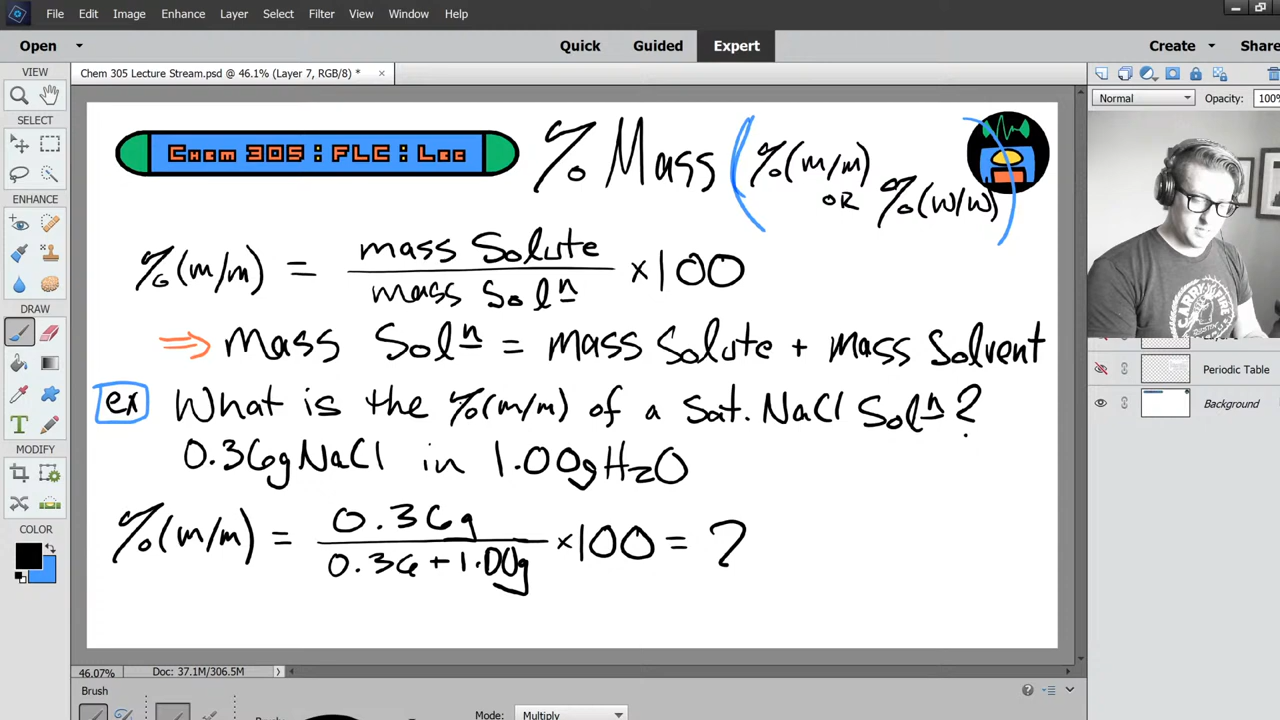 File Edit Image Enhance Layer Select Filter View Window Help
Open Quick Guided Expert Create Share
Chem 305 Lecture Stream.psd @ 46.1% (Layer 7, RGB/8) * ×
VIEW
SELECT
ENHANCE
DRAW
MODIFY
COLOR
Normal Opacity: 100%
Chem 305 : FLC : Lec
% Mass (%(m/m) OR %(w/w))
%(m/m) = mass Solute / mass Solⁿ ×100
⇒ mass Solⁿ = mass Solute + mass Solvent
ex What is the %(m/m) of a Sat. NaCl Solⁿ?
0.36g NaCl in 1.00g H₂O
%(m/m) = 0.36g / 0.36+1.00g ×100 = ?
Periodic Table
Background
46.07% Doc: 37.1M/306.5M
Brush
Mode: Multiply